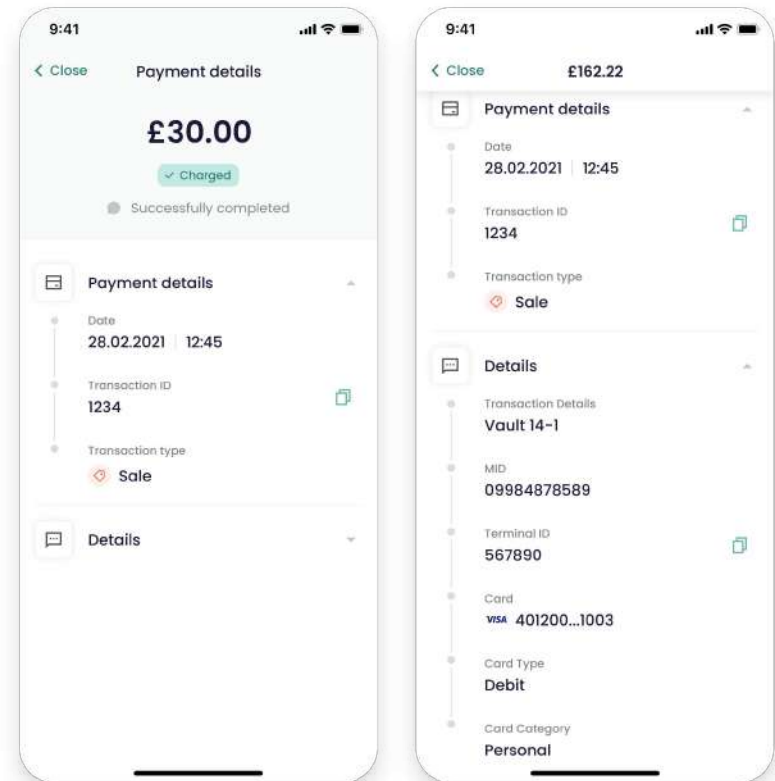 9:41
Close Payment details
£30.00
Charged
Successfully completed
Payment details
Date
28.02.2021 12:45
Transaction ID
1234
Transaction type
Sale
Details
9:41
Close £162.22
Payment details
Date
28.02.2021 12:45
Transaction ID
1234
Transaction type
Sale
Details
Transaction Details
Vault 14-1
MID
09984878589
Terminal ID
567890
Card
VISA 401200...1003
Card Type
Debit
Card Category
Personal